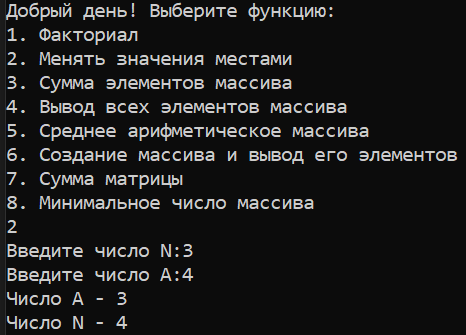 Добрый день! Выберите функцию:
1. Факториал
2. Менять значения местами
3. Сумма элементов массива
4. Вывод всех элементов массива
5. Среднее арифметическое массива
6. Создание массива и вывод его элементов
7. Сумма матрицы
8. Минимальное число массива
2
Введите число N:3
Введите число A:4
Число A - 3
Число N - 4